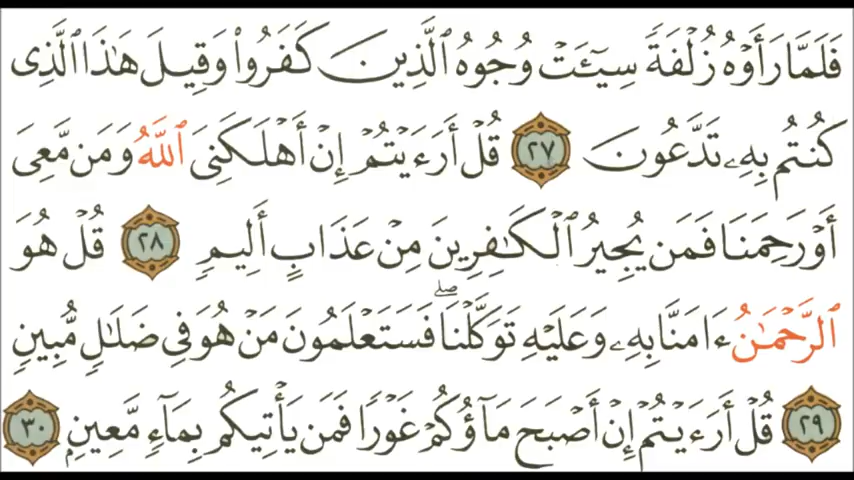 فَلَمَّا رَأَوْهُ زُلْفَةً سِيٓـَٔتْ وُجُوهُ ٱلَّذِينَ كَفَرُوا۟ وَقِيلَ هَـٰذَا ٱلَّذِى
كُنتُم بِهِۦ تَدَّعُونَ ٢٧ قُلْ أَرَءَيْتُمْ إِنْ أَهْلَكَنِىَ ٱللَّهُ وَمَن مَّعِىَ
أَوْ رَحِمَنَا فَمَن يُجِيرُ ٱلْكَـٰفِرِينَ مِنْ عَذَابٍ أَلِيمٍ ٢٨ قُلْ هُوَ
ٱلرَّحْمَـٰنُ ءَامَنَّا بِهِۦ وَعَلَيْهِ تَوَكَّلْنَا ۖ فَسَتَعْلَمُونَ مَنْ هُوَ فِى ضَلَـٰلٍ مُّبِينٍ
٢٩ قُلْ أَرَءَيْتُمْ إِنْ أَصْبَحَ مَآؤُكُمْ غَوْرًا فَمَن يَأْتِيكُم بِمَآءٍ مَّعِينٍۭ ٣٠